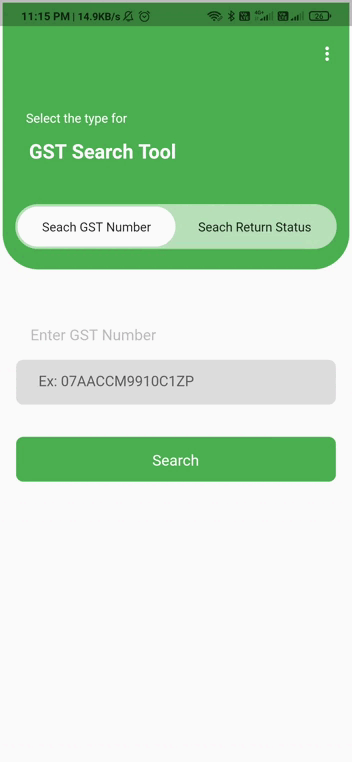 11:15 PM | 14.9KB/s
4G+
26
Select the type for
GST Search Tool
Seach GST Number
Seach Return Status
Enter GST Number
Ex: 07AACCM9910C1ZP
Search